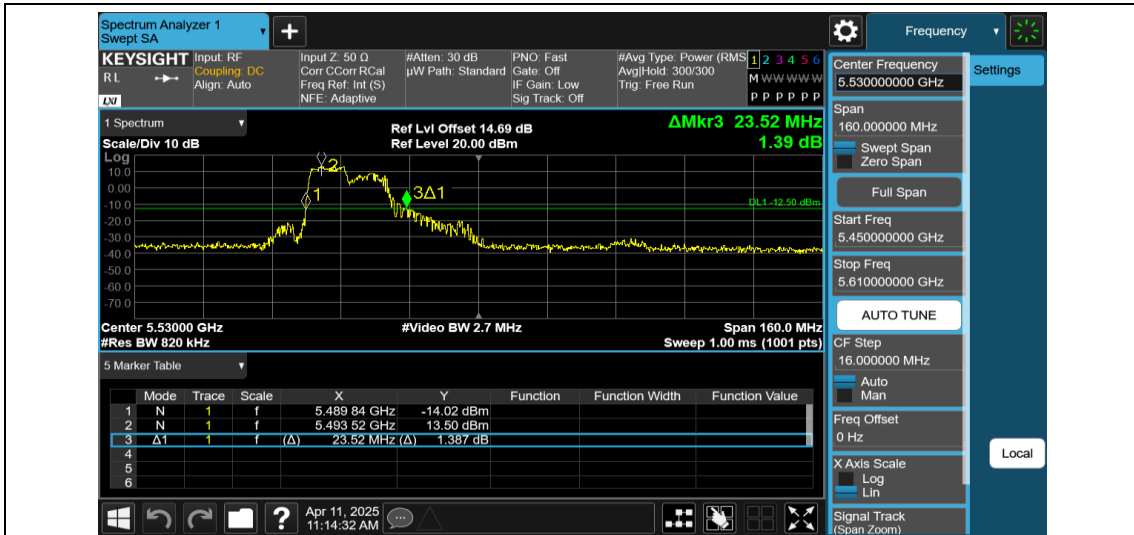 Spectrum Analyzer 1
Swept SA
Frequency
KEYSIGHT
R L
LXI
Input: RF
Coupling: DC
Align: Auto
Input Z: 50 Ω
Corr CCorr RCal
Freq Ref: Int (S)
NFE: Adaptive
#Atten: 30 dB
µW Path: Standard
PNO: Fast
Gate: Off
IF Gain: Low
Sig Track: Off
#Avg Type: Power (RMS
Avg|Hold: 300/300
Trig: Free Run
1 2 3 4 5 6
M W W W W W
P P P P P P
1 Spectrum
Scale/Div 10 dB
Ref Lvl Offset 14.69 dB
Ref Level 20.00 dBm
ΔMkr3 23.52 MHz
1.39 dB
Log
10.0
0.00
-10.0
-20.0
-30.0
-40.0
-50.0
-60.0
-70.0
2
1
3Δ1
DL1 -12.50 dBm
Center 5.53000 GHz
#Video BW 2.7 MHz
Span 160.0 MHz
#Res BW 820 kHz
Sweep 1.00 ms (1001 pts)
5 Marker Table
Mode Trace Scale X Y Function Function Width Function Value
1 N 1 f 5.489 84 GHz -14.02 dBm
2 N 1 f 5.493 52 GHz 13.50 dBm
3 Δ1 1 f (Δ) 23.52 MHz (Δ) 1.387 dB
4
5
6
Apr 11, 2025
11:14:32 AM
Center Frequency
5.530000000 GHz
Settings
Span
160.000000 MHz
Swept Span
Zero Span
Full Span
Start Freq
5.450000000 GHz
Stop Freq
5.610000000 GHz
AUTO TUNE
CF Step
16.000000 MHz
Auto
Man
Freq Offset
0 Hz
X Axis Scale
Log
Lin
Local
Signal Track
(Span Zoom)